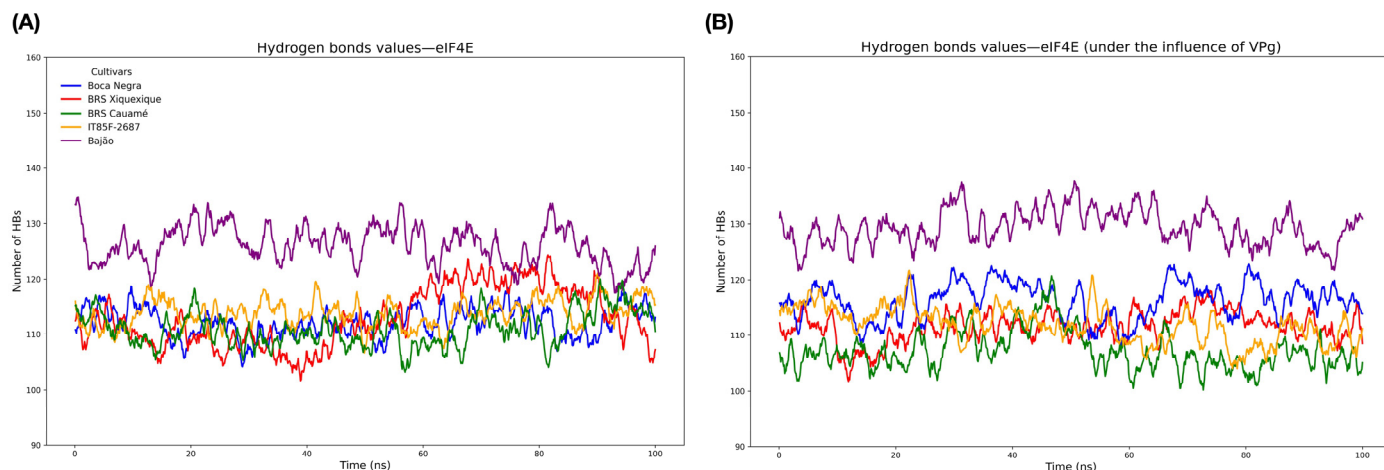 (A)
Hydrogen bonds values—eIF4E
160
150
140
130
120
110
100
90
Number of HBs
Cultivars
Boca Negra
BRS Xiquexique
BRS Cauamé
IT85F-2687
Bajão
0
20
40
60
80
100
Time (ns)
(B)
Hydrogen bonds values—eIF4E (under the influence of VPg)
160
150
140
130
120
110
100
90
Number of HBs
0
20
40
60
80
100
Time (ns)